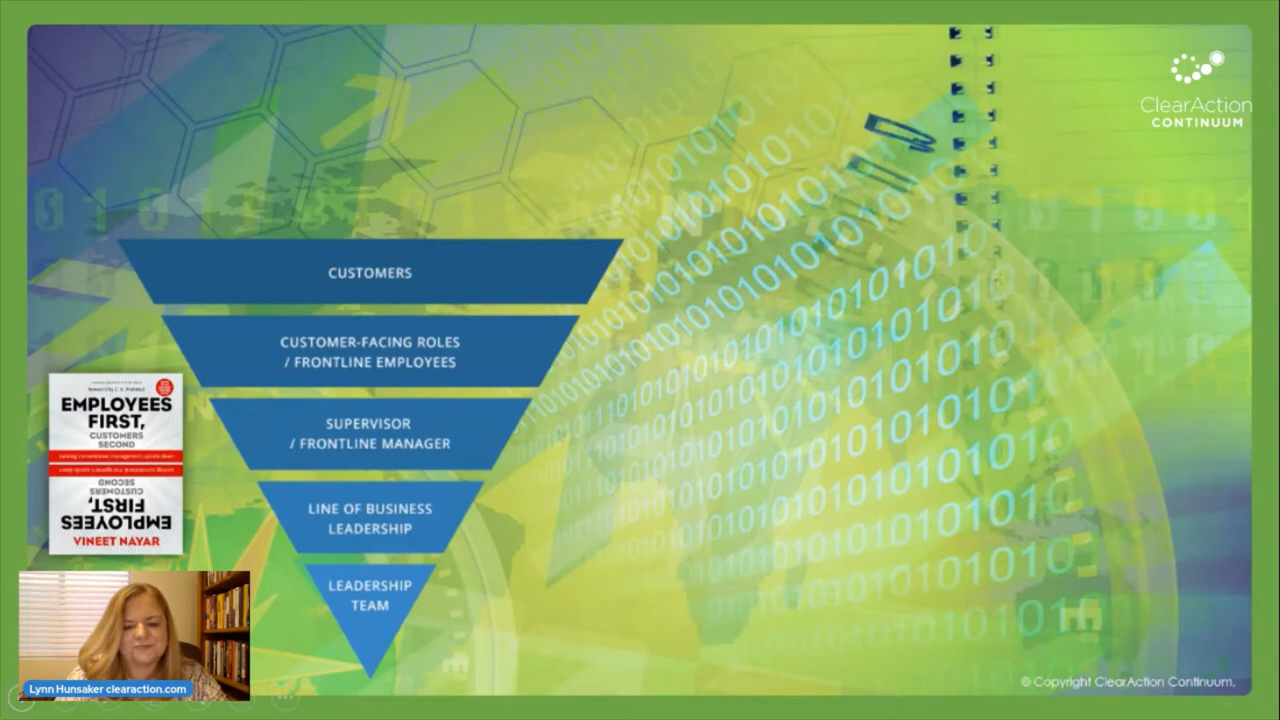 ClearAction
CONTINUUM
CUSTOMERS
CUSTOMER-FACING ROLES
/ FRONTLINE EMPLOYEES
SUPERVISOR
/ FRONTLINE MANAGER
LINE OF BUSINESS
LEADERSHIP
LEADERSHIP
TEAM
EMPLOYEES
FIRST,
CUSTOMERS
SECOND
EMPLOYEES
FIRST,
CUSTOMERS
SECOND
VINEET NAYAR
Lynn Hunsaker clearaction.com
© Copyright ClearAction Continuum.